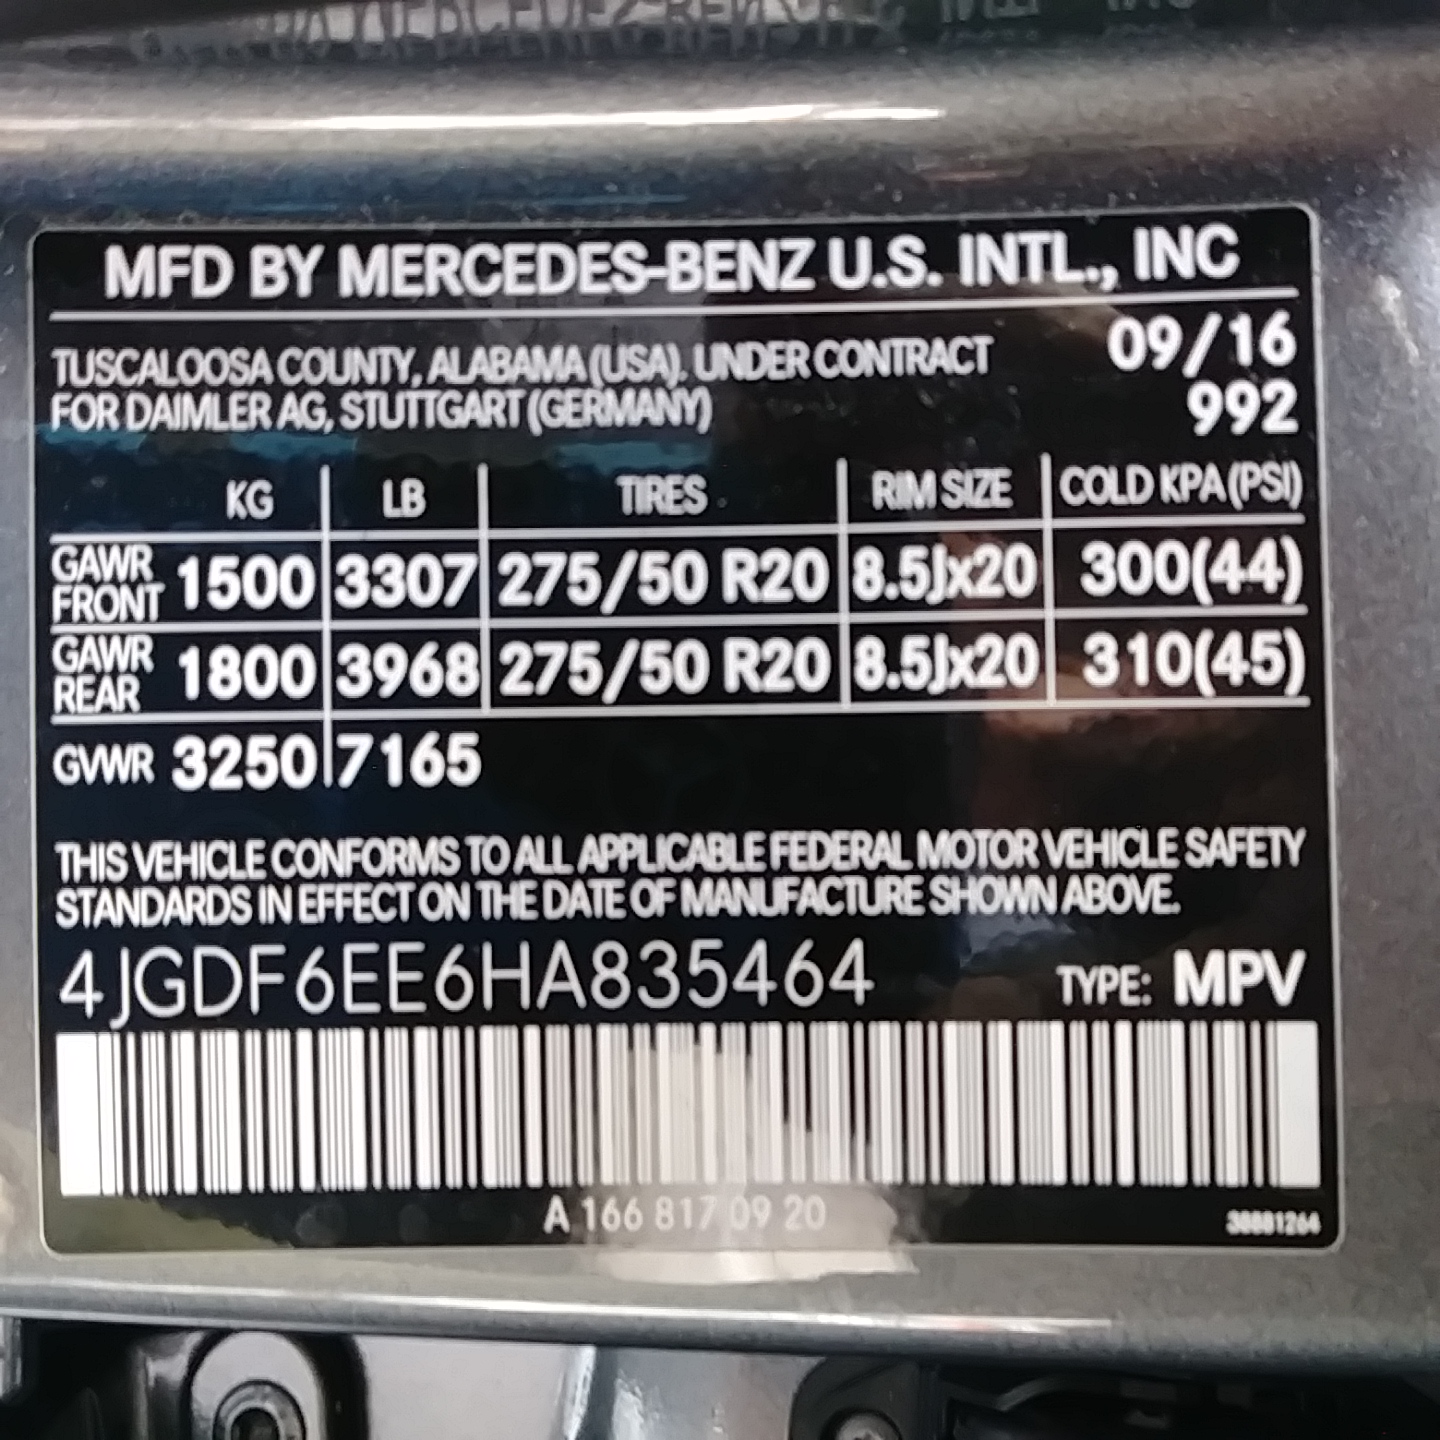 MFD BY MERCEDES-BENZ U.S. INTL., INC
TUSCALOOSA COUNTY, ALABAMA (USA). UNDER CONTRACT 09/16
FOR DAIMLER AG, STUTTGART (GERMANY) 992
KG LB TIRES RIM SIZE COLD KPA (PSI)
GAWR FRONT 1500 3307 275/50 R20 8.5Jx20 300(44)
GAWR REAR 1800 3968 275/50 R20 8.5Jx20 310(45)
GVWR 3250 7165
THIS VEHICLE CONFORMS TO ALL APPLICABLE FEDERAL MOTOR VEHICLE SAFETY
STANDARDS IN EFFECT ON THE DATE OF MANUFACTURE SHOWN ABOVE.
4JGDF6EE6HA835464 TYPE: MPV
A 166 817 09 20